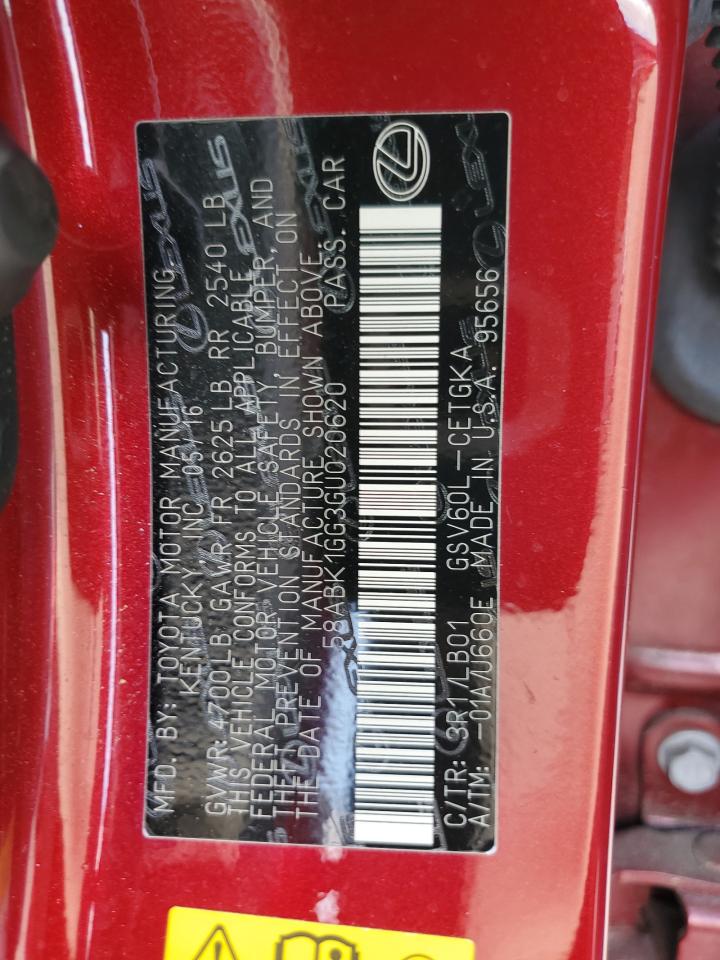 MFD. BY: TOYOTA MOTOR MANUFACTURING
KENTUCKY, INC 05/16
GVWR: 4700 LB GAWR FR 2625 LB RR 2540 LB
THIS VEHICLE CONFORMS TO ALL APPLICABLE
FEDERAL MOTOR VEHICLE SAFETY, BUMPER, AND
THEFT PREVENTION STANDARDS IN EFFECT ON
THE DATE OF MANUFACTURE SHOWN ABOVE.
58ABK1GG3GU020620 PASS. CAR
C/TR: 3R1/LB01 GSV60L-CETGKA
A/TM: -01A/U660E MADE IN U.S.A. 95656